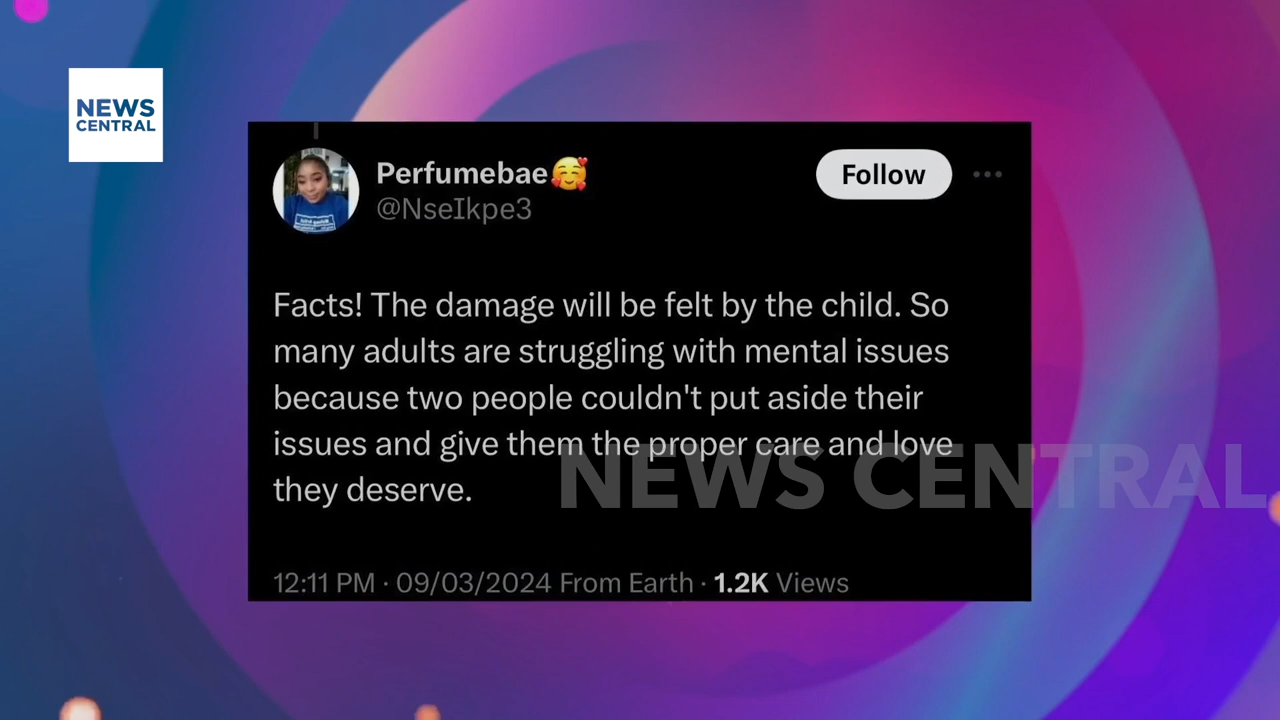 NEWS
CENTRAL
Perfumebae🥰
@NseIkpe3
Follow
Facts! The damage will be felt by the child. So
many adults are struggling with mental issues
because two people couldn't put aside their
issues and give them the proper care and love
they deserve.
NEWS CENTRAL
12:11 PM · 09/03/2024 From Earth · 1.2K Views